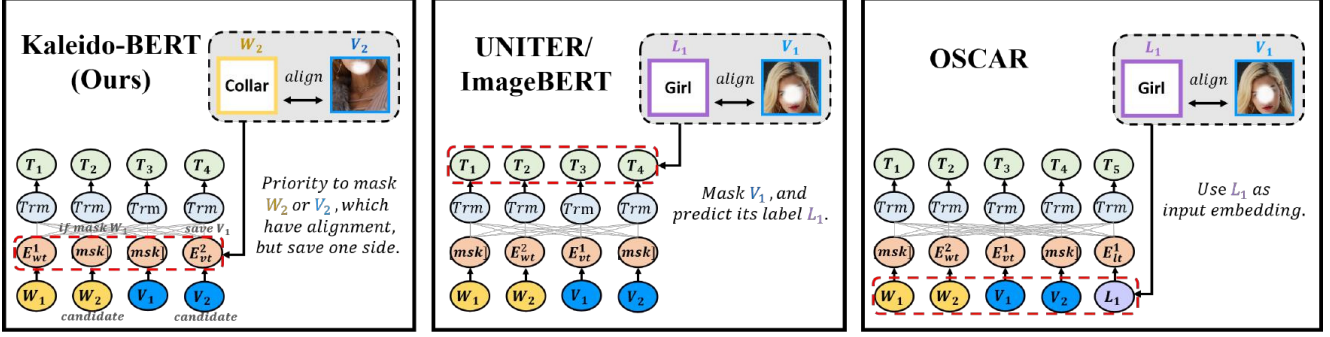 Kaleido-BERT
(Ours)
W₂
V₂
Collar
align
T₁ T₂ T₃ T₄
Trm Trm Trm Trm
if mask W₁
save V₁
E¹wt [msk] [msk] E²vt
W₁ W₂ V₁ V₂
candidate
candidate
Priority to mask
W₂ or V₂, which
have alignment,
but save one side.
UNITER/
ImageBERT
L₁
V₁
Girl
align
T₁ T₂ T₃ T₄
Trm Trm Trm Trm
[msk] E²wt E¹vt [msk]
W₁ W₂ V₁ V₂
Mask V₁, and
predict its label L₁.
OSCAR
L₁
V₁
Girl
align
T₁ T₂ T₃ T₄ T₅
Trm Trm Trm Trm Trm
[msk] E²wt E¹vt [msk] E¹lt
W₁ W₂ V₁ V₂ L₁
Use L₁ as
input embedding.